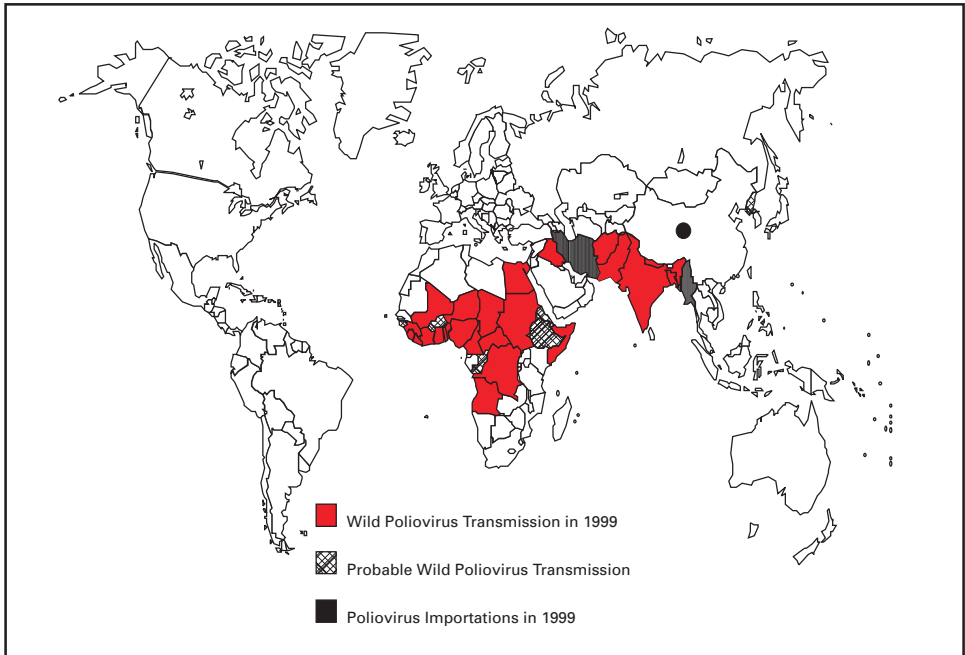 Wild Poliovirus Transmission in 1999
Probable Wild Poliovirus Transmission
Poliovirus Importations in 1999